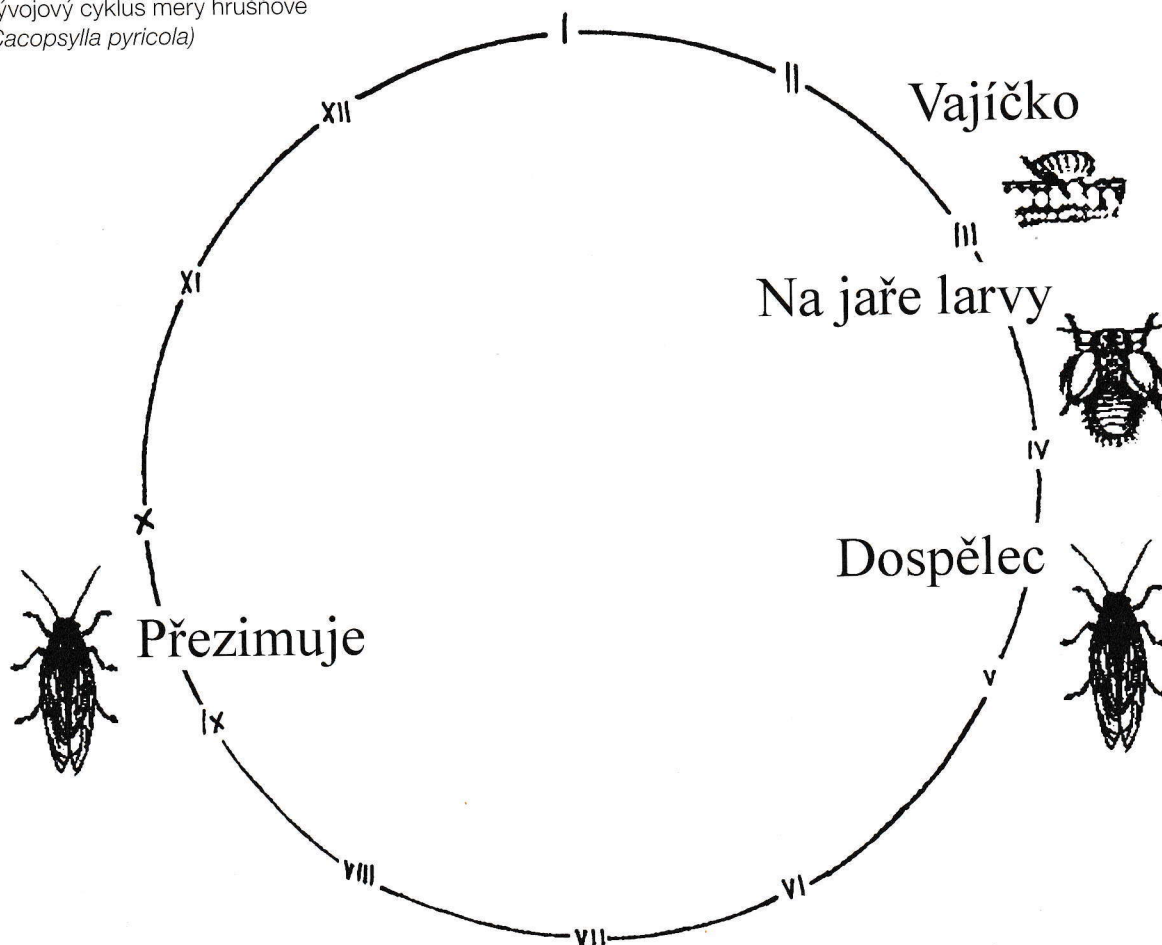 ývojový cyklus mery hrušňové
Cacopsylla pyricola)
I
II
Vajíčko
III
Na jaře larvy
IV
Dospělec
V
VI
VII
VIII
IX
Přezimuje
X
XI
XII